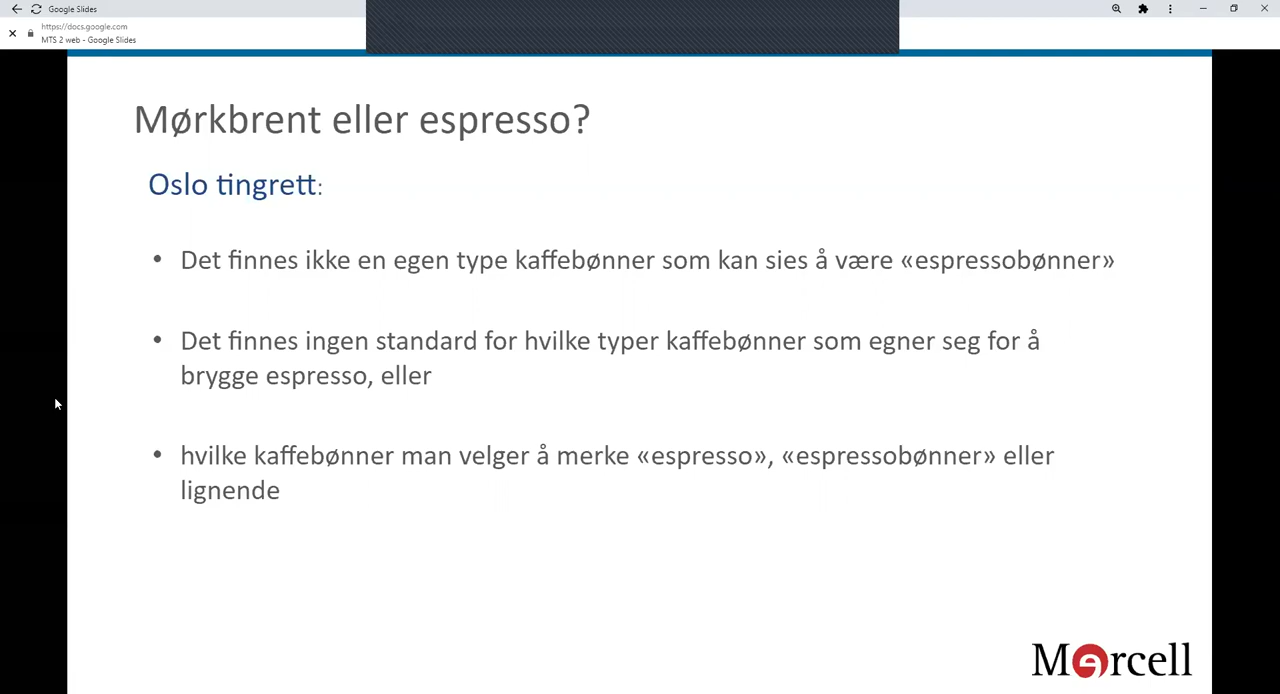 Google Slides
https://docs.google.com
MTS 2 web - Google Slides
Mørkbrent eller espresso?
Oslo tingrett:
• Det finnes ikke en egen type kaffebønner som kan sies å være «espressobønner»
• Det finnes ingen standard for hvilke typer kaffebønner som egner seg for å
brygge espresso, eller
• hvilke kaffebønner man velger å merke «espresso», «espressobønner» eller
lignende
Mercell